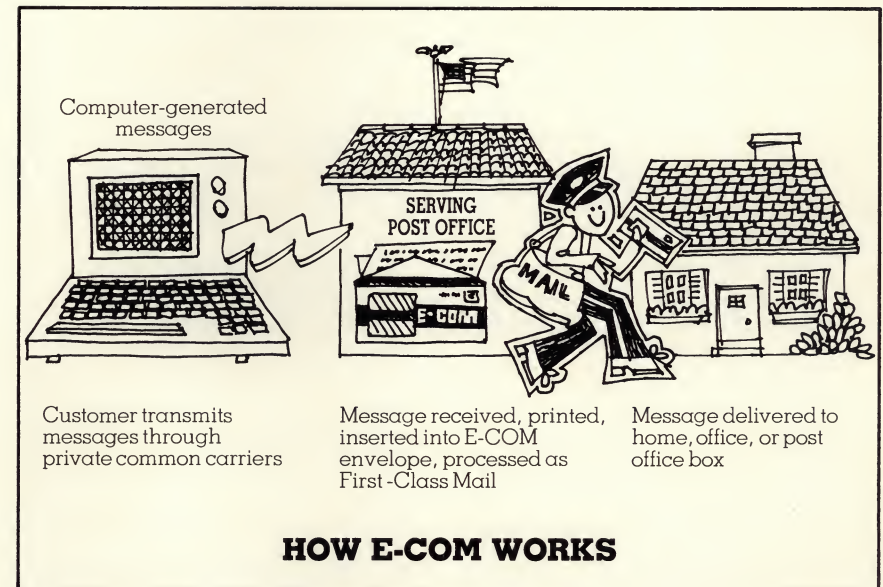 Computer-generated
messages
SERVING
POST OFFICE
E-COM
MAIL
Customer transmits
messages through
private common carriers
Message received, printed,
inserted into E-COM
envelope, processed as
First-Class Mail
Message delivered to
home, office, or post
office box
HOW E-COM WORKS